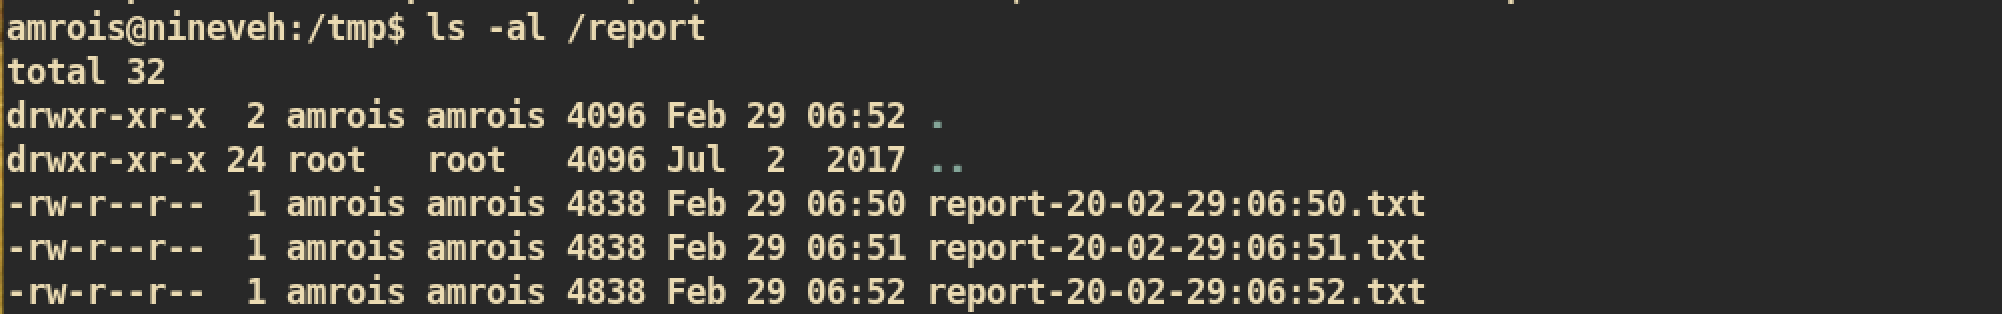 amrois@nineveh:/tmp$ ls -al /report
total 32
drwxr-xr-x  2 amrois amrois 4096 Feb 29 06:52 .
drwxr-xr-x 24 root   root   4096 Jul  2  2017 ..
-rw-r--r--  1 amrois amrois 4838 Feb 29 06:50 report-20-02-29:06:50.txt
-rw-r--r--  1 amrois amrois 4838 Feb 29 06:51 report-20-02-29:06:51.txt
-rw-r--r--  1 amrois amrois 4838 Feb 29 06:52 report-20-02-29:06:52.txt